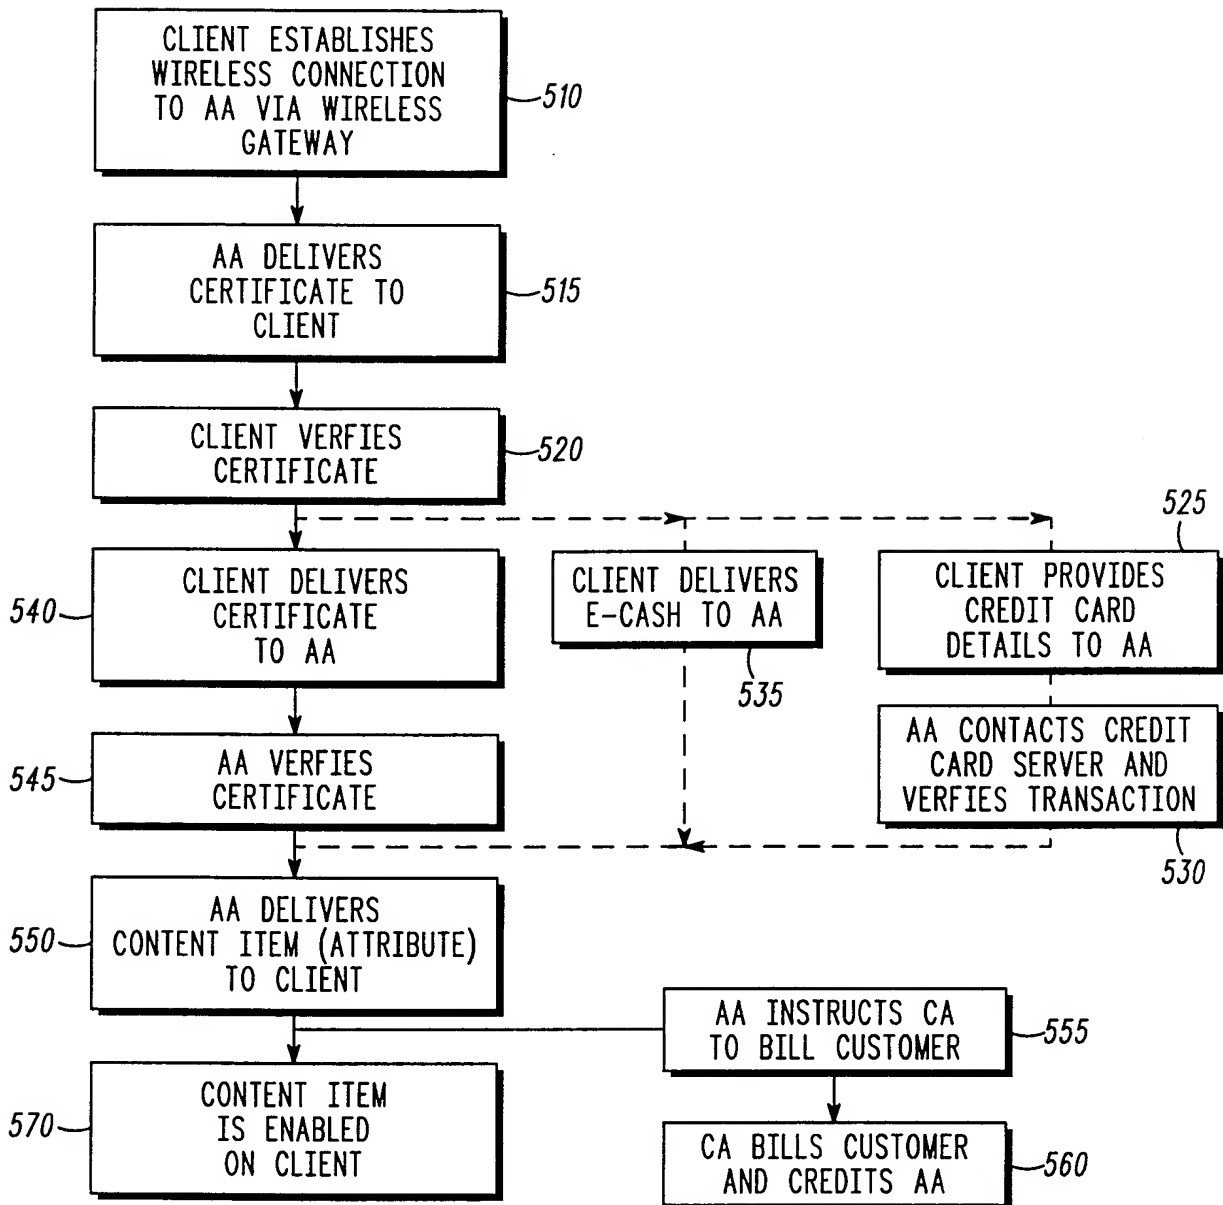 CLIENT ESTABLISHES
WIRELESS CONNECTION
TO AA VIA WIRELESS
GATEWAY
510
AA DELIVERS
CERTIFICATE TO
CLIENT
515
CLIENT VERFIES
CERTIFICATE
520
540
CLIENT DELIVERS
CERTIFICATE
TO AA
CLIENT DELIVERS
E-CASH TO AA
535
525
CLIENT PROVIDES
CREDIT CARD
DETAILS TO AA
545
AA VERFIES
CERTIFICATE
AA CONTACTS CREDIT
CARD SERVER AND
VERFIES TRANSACTION
530
550
AA DELIVERS
CONTENT ITEM (ATTRIBUTE)
TO CLIENT
AA INSTRUCTS CA
TO BILL CUSTOMER
555
570
CONTENT ITEM
IS ENABLED
ON CLIENT
CA BILLS CUSTOMER
AND CREDITS AA
560